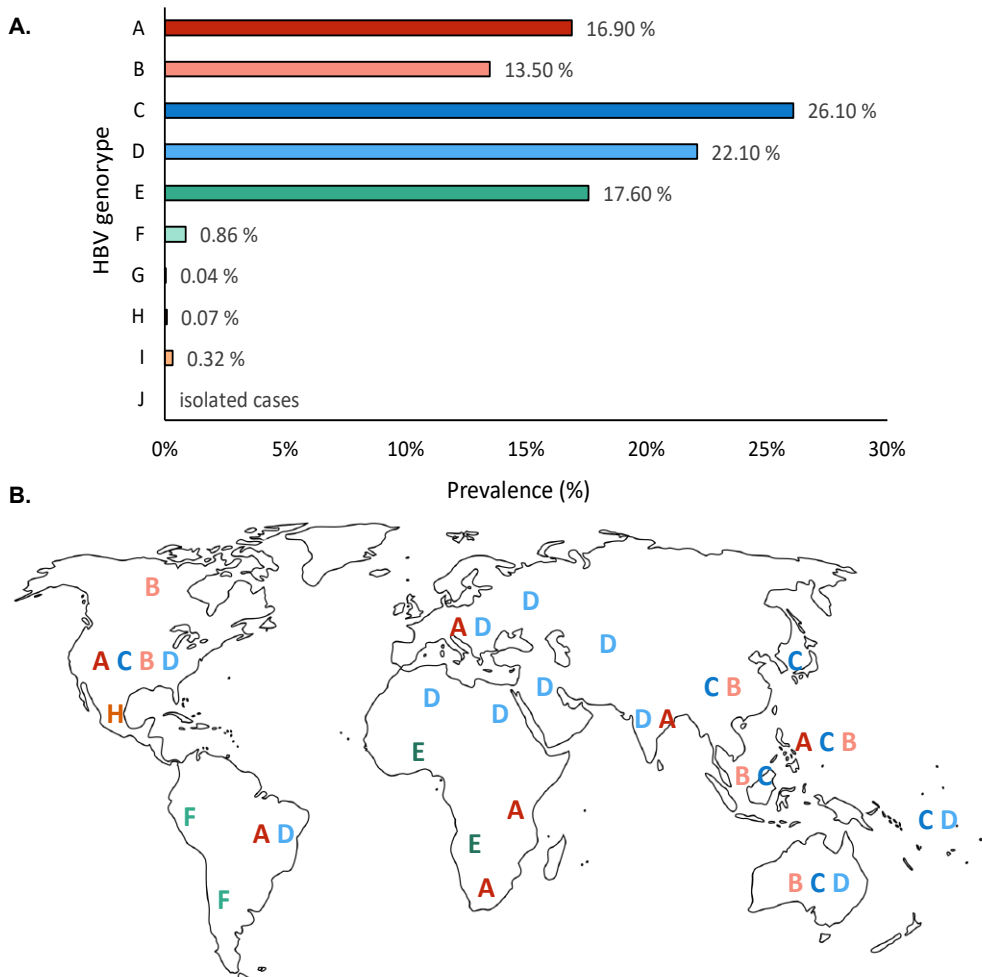 A.
HBV genorype
A 16.90 %
B 13.50 %
C 26.10 %
D 22.10 %
E 17.60 %
F 0.86 %
G 0.04 %
H 0.07 %
I 0.32 %
J isolated cases
0% 5% 10% 15% 20% 25% 30%
Prevalence (%)
B.
B
D
A D
D
A C B D
C
D
C B
D
H
D
D A
E
A C B
B C
F
A
C D
A D
E
B C D
A
F